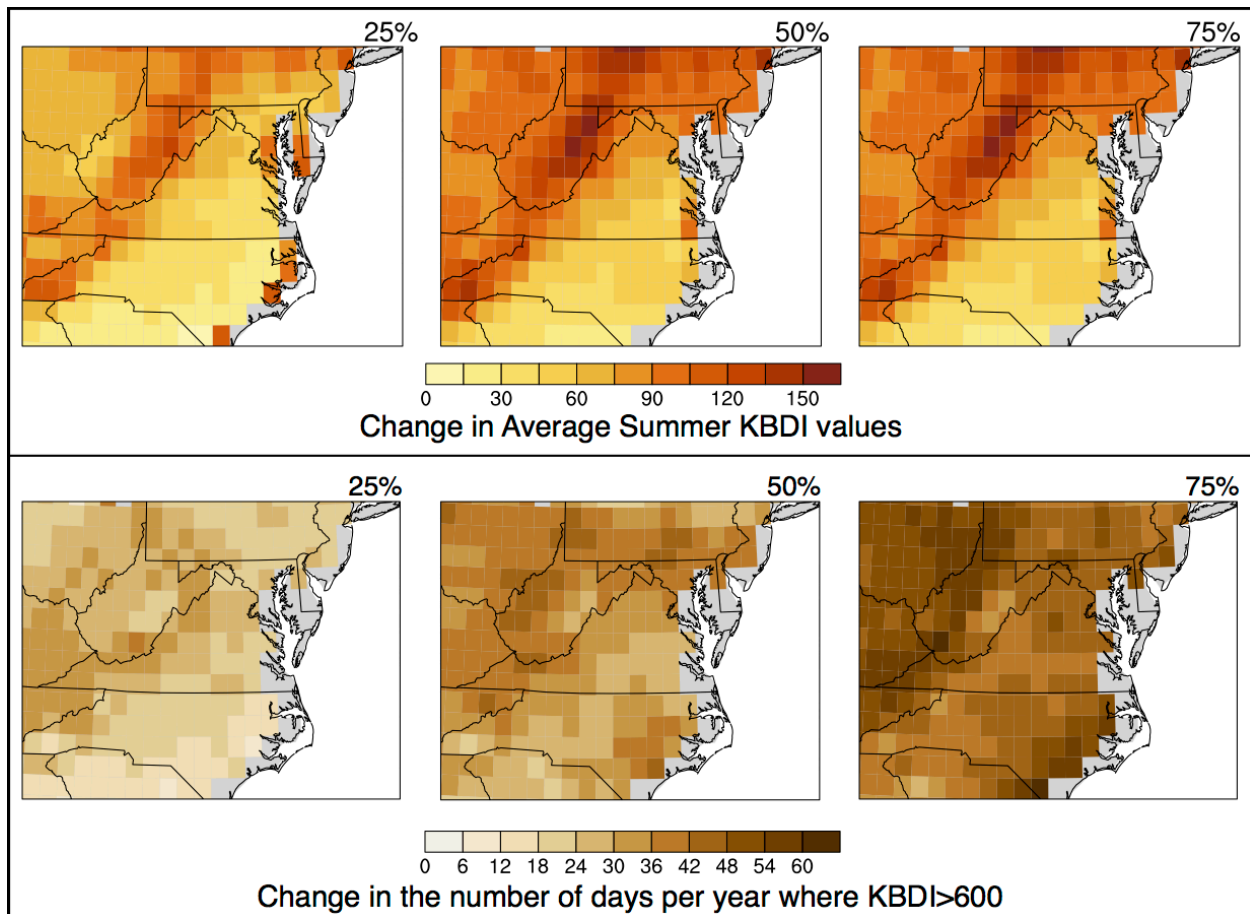 25% 50% 75%
0 30 60 90 120 150
Change in Average Summer KBDI values
25% 50% 75%
0 6 12 18 24 30 36 42 48 54 60
Change in the number of days per year where KBDI>600